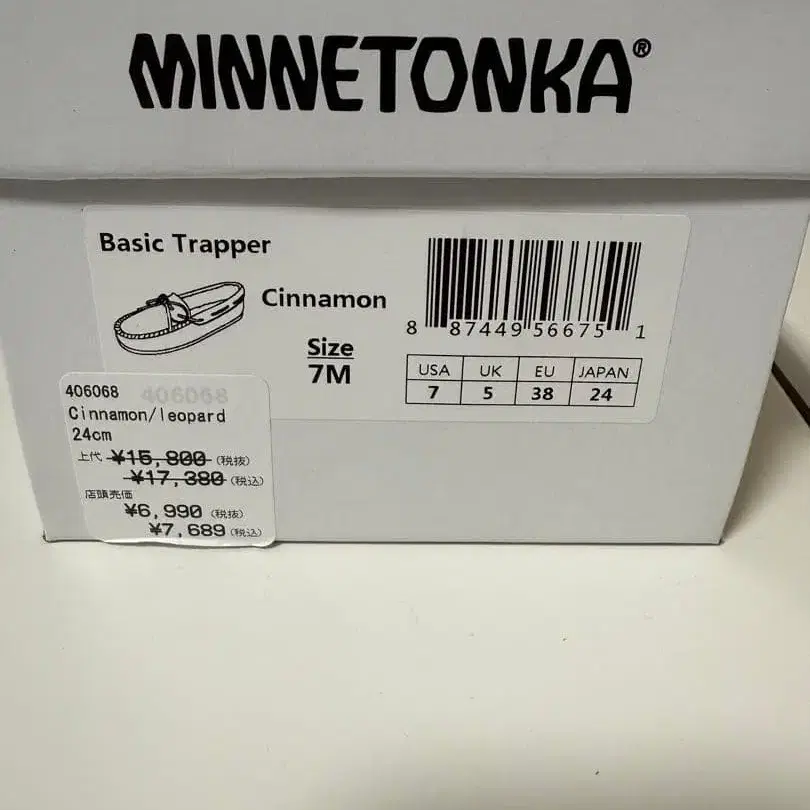 MINNETONKA®
Basic Trapper
Cinnamon
Size
7M
8 87449 56675 1
USA UK EU JAPAN
7 5 38 24
406068 406068
Cinnamon/leopard
24cm
上代 ¥15,800 (税抜)
¥17,380 (税込)
店頭売価
¥6,990 (税抜)
¥7,689 (税込)